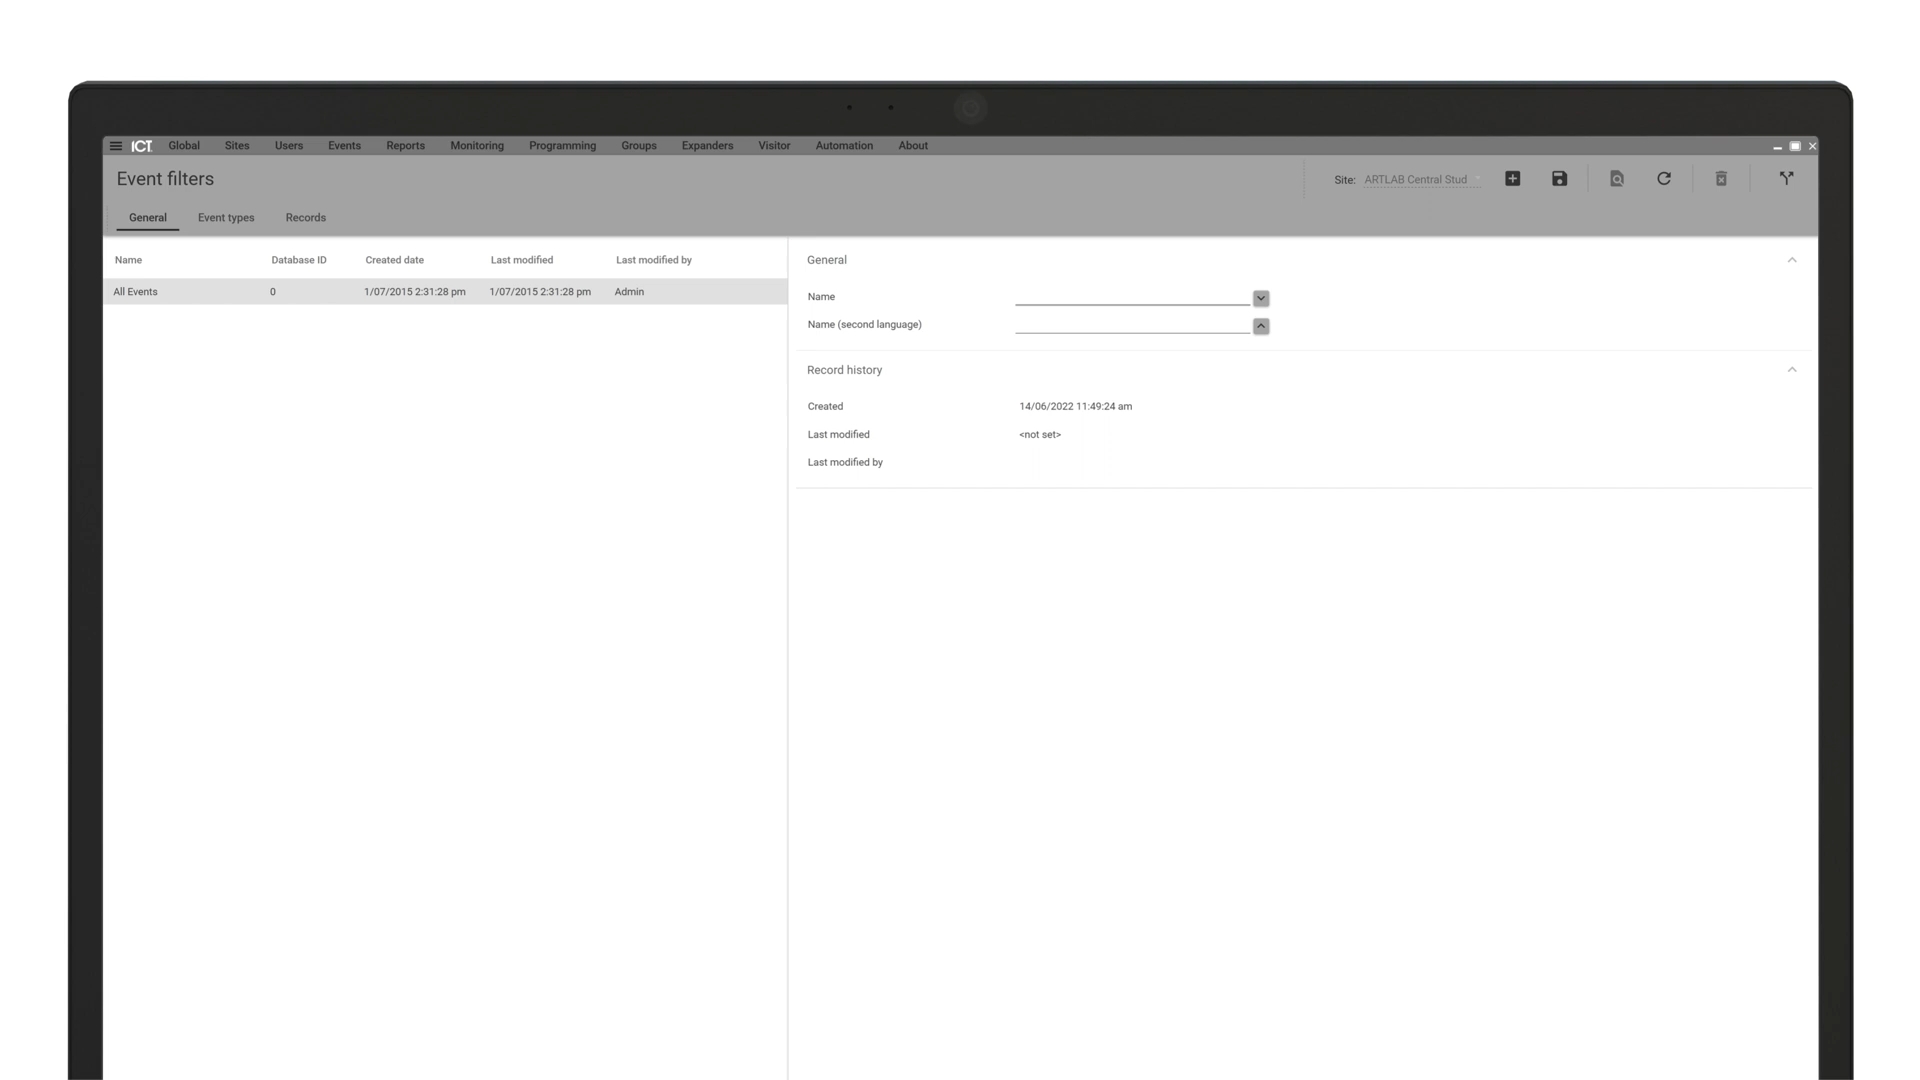 ICT Global Sites Users Events Reports Monitoring Programming Groups Expanders Visitor Automation About
Event filters
Site: ARTLAB Central Stud
General Event types Records
Name Database ID Created date Last modified Last modified by
All Events 0 1/07/2015 2:31:28 pm 1/07/2015 2:31:28 pm Admin
General
Name
Name (second language)
Record history
Created 14/06/2022 11:49:24 am
Last modified <not set>
Last modified by